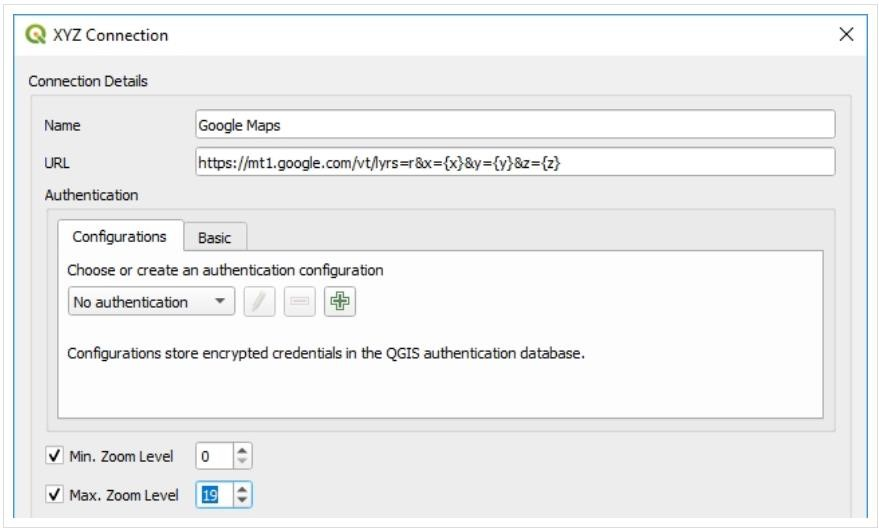 XYZ Connection
Connection Details
Name Google Maps
URL https://mt1.google.com/vt/lyrs=r&x={x}&y={y}&z={z}
Authentication
Configurations Basic
Choose or create an authentication configuration
No authentication
Configurations store encrypted credentials in the QGIS authentication database.
Min. Zoom Level 0
Max. Zoom Level 19